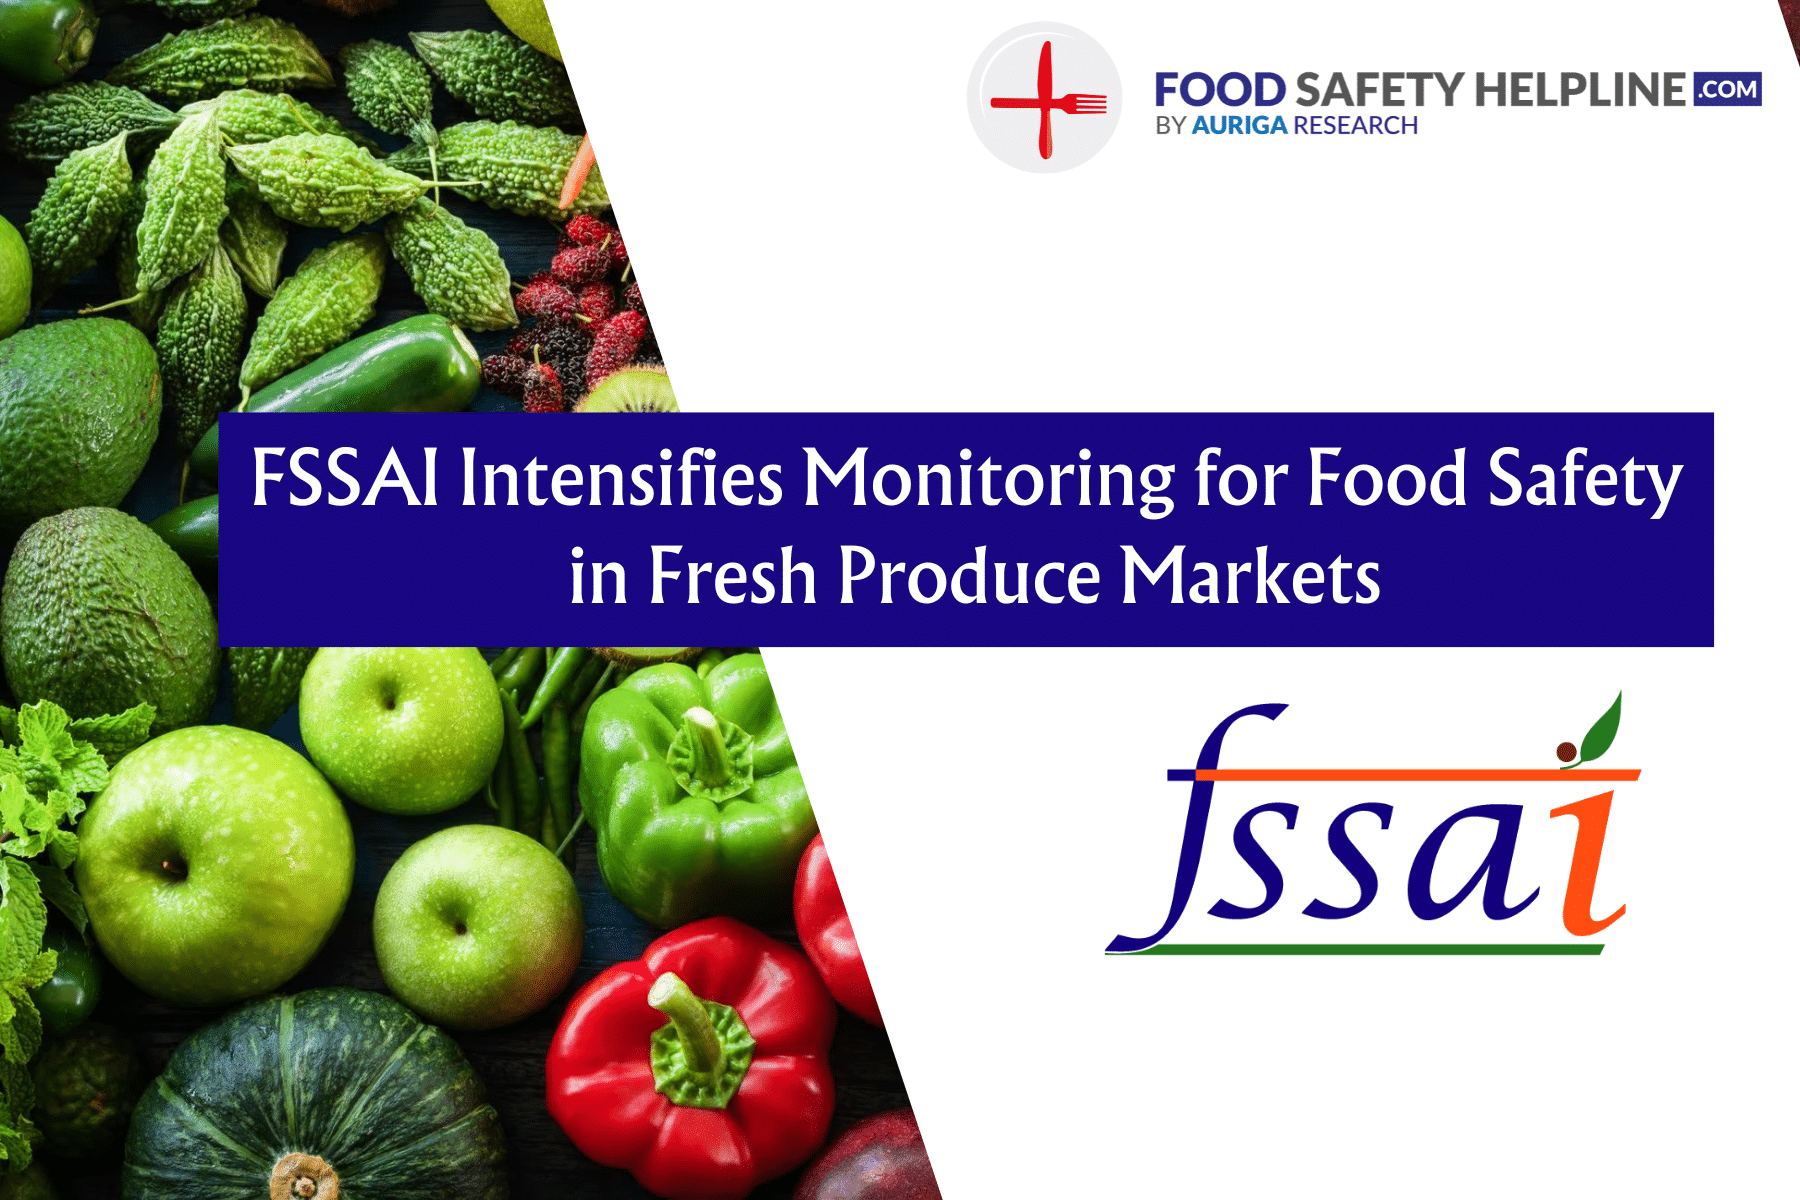 FOOD SAFETY HELPLINE .COM
BY AURIGA RESEARCH
FSSAI Intensifies Monitoring for Food Safety
in Fresh Produce Markets
fssai